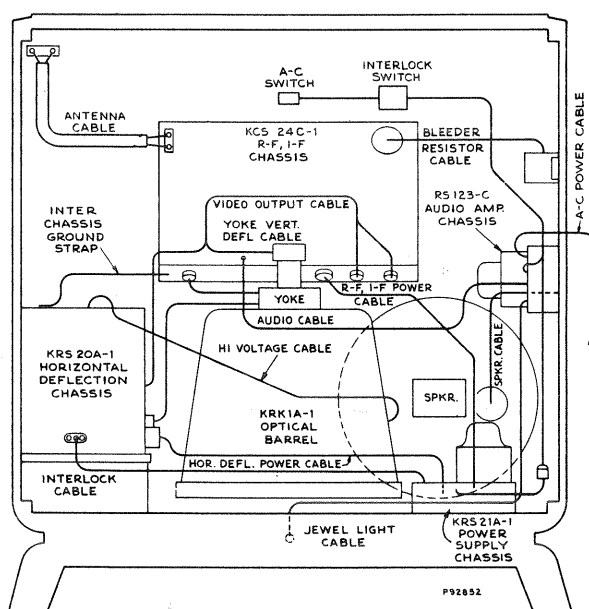 A-C
SWITCH
INTERLOCK
SWITCH
ANTENNA
CABLE
KCS 24C-1
R-F, I-F
CHASSIS
BLEEDER
RESISTOR
CABLE
A-C POWER CABLE
RS 123-C
AUDIO AMP.
CHASSIS
INTER
CHASSIS
GROUND
STRAP
VIDEO OUTPUT CABLE
YOKE VERT.
DEFL CABLE
R-F, I-F POWER
CABLE
YOKE
AUDIO CABLE
KRS 20A-1
HORIZONTAL
DEFLECTION
CHASSIS
HI VOLTAGE CABLE
SPKR. CABLE
SPKR.
KRK1A-1
OPTICAL
BARREL
HOR. DEFL. POWER CABLE
INTERLOCK
CABLE
JEWEL LIGHT
CABLE
KRS21A-1
POWER
SUPPLY
CHASSIS
P92852